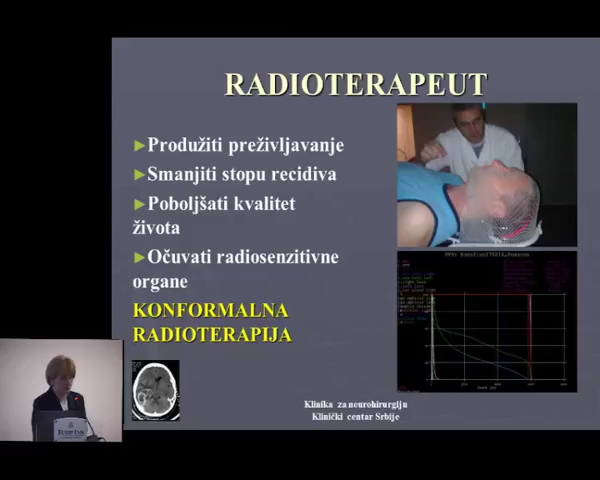 RADIOTERAPEUT
►Produžiti preživljavanje
►Smanjiti stopu recidiva
►Poboljšati kvalitet
života
►Očuvati radiosenzitivne
organe
KONFORMALNA
RADIOTERAPIJA
Klinika za neurohirurgiju
Klinički centar Srbije